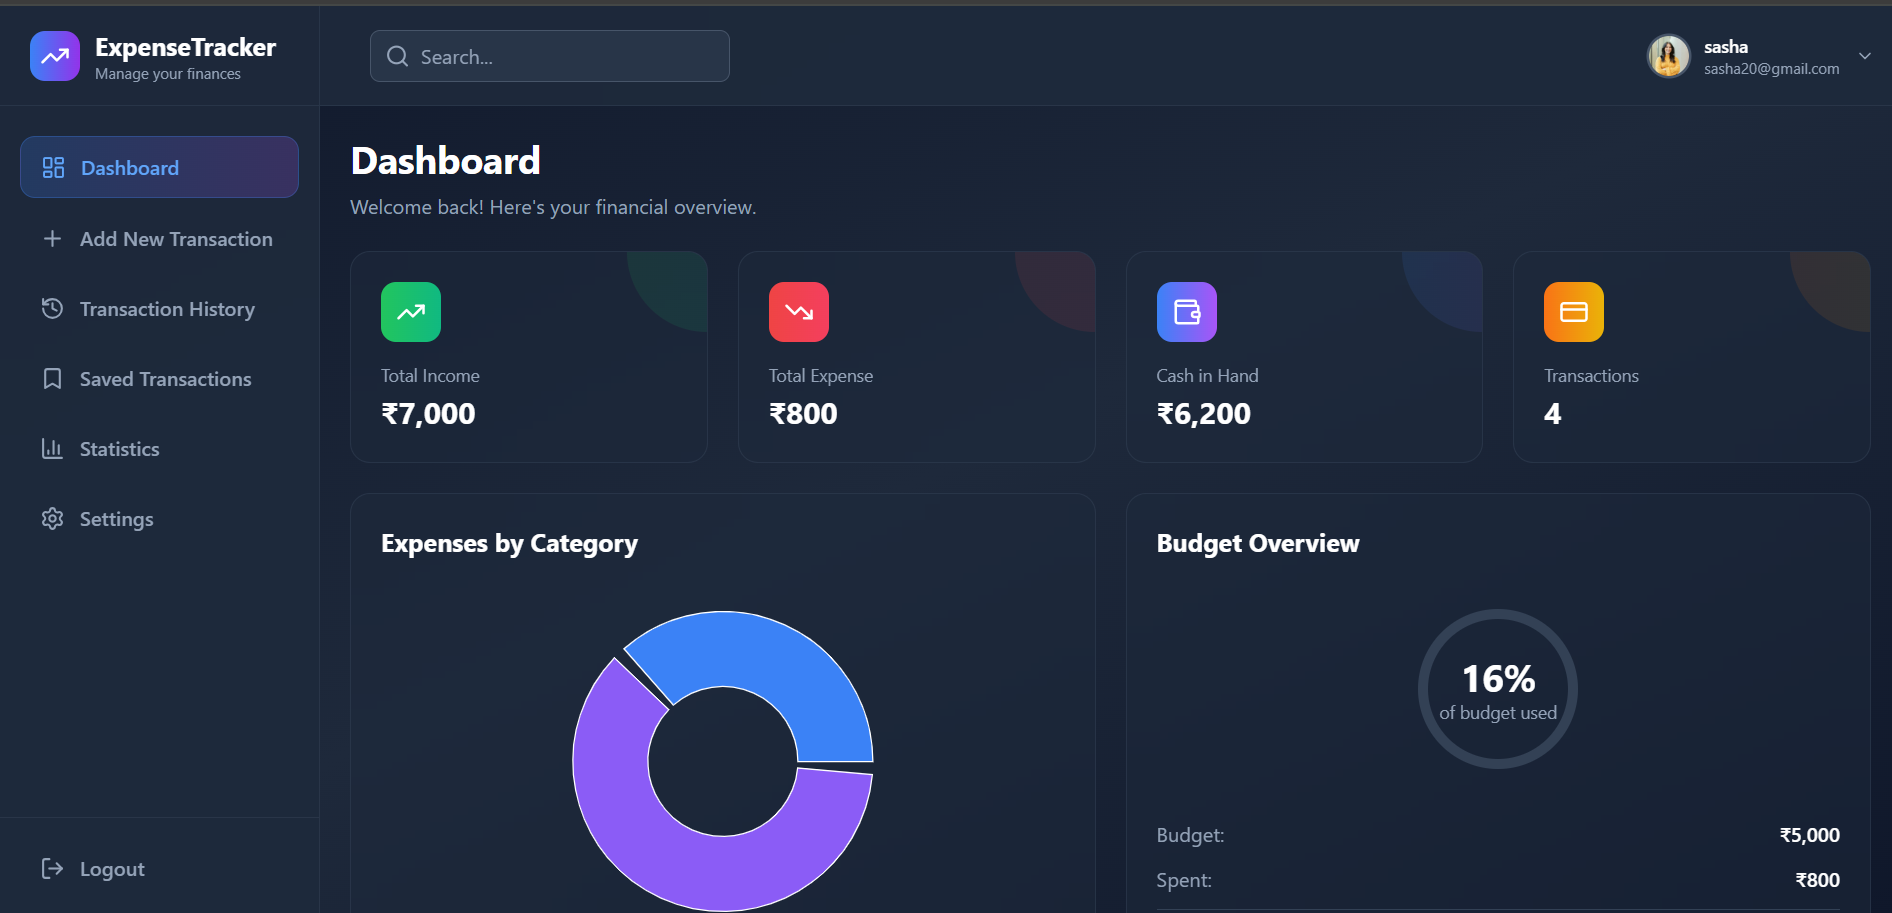 ExpenseTracker
Manage your finances
Search...
sasha
sasha20@gmail.com
Dashboard
Add New Transaction
Transaction History
Saved Transactions
Statistics
Settings
Logout
Dashboard
Welcome back! Here's your financial overview.
Total Income
₹7,000
Total Expense
₹800
Cash in Hand
₹6,200
Transactions
4
Expenses by Category
Budget Overview
16%
of budget used
Budget:
₹5,000
Spent:
₹800